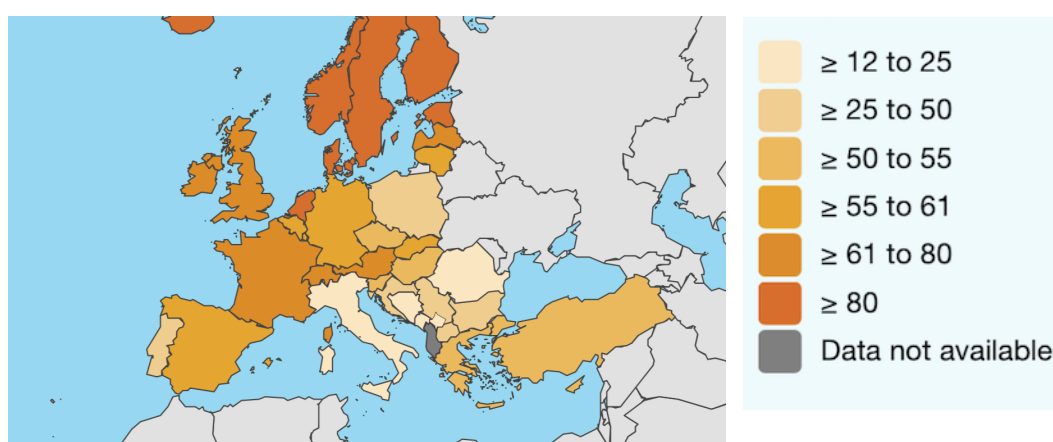 ≥ 12 to 25
≥ 25 to 50
≥ 50 to 55
≥ 55 to 61
≥ 61 to 80
≥ 80
Data not available